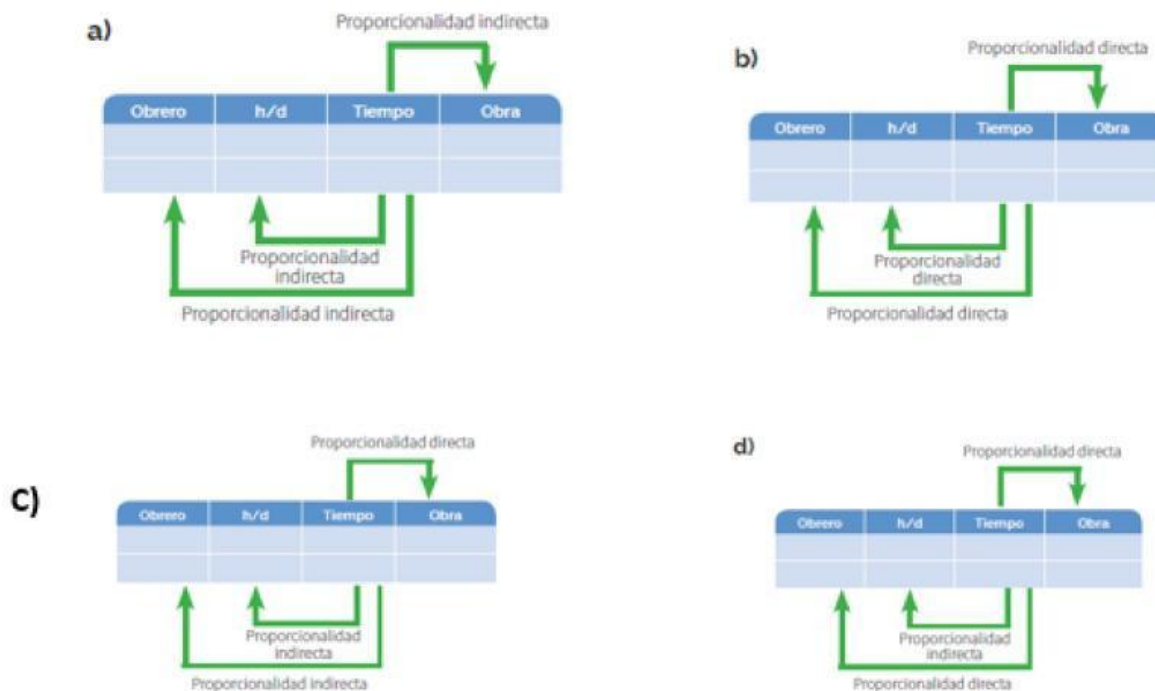 a)
Proporcionalidad indirecta
Obrero h/d Tiempo Obra
Proporcionalidad
indirecta
Proporcionalidad indirecta
b)
Proporcionalidad directa
Obrero h/d Tiempo Obra
Proporcionalidad
directa
Proporcionalidad directa
c)
Proporcionalidad directa
Obrero h/d Tiempo Obra
Proporcionalidad
indirecta
Proporcionalidad indirecta
d)
Proporcionalidad directa
Obrero h/d Tiempo Obra
Proporcionalidad
indirecta
Proporcionalidad directa